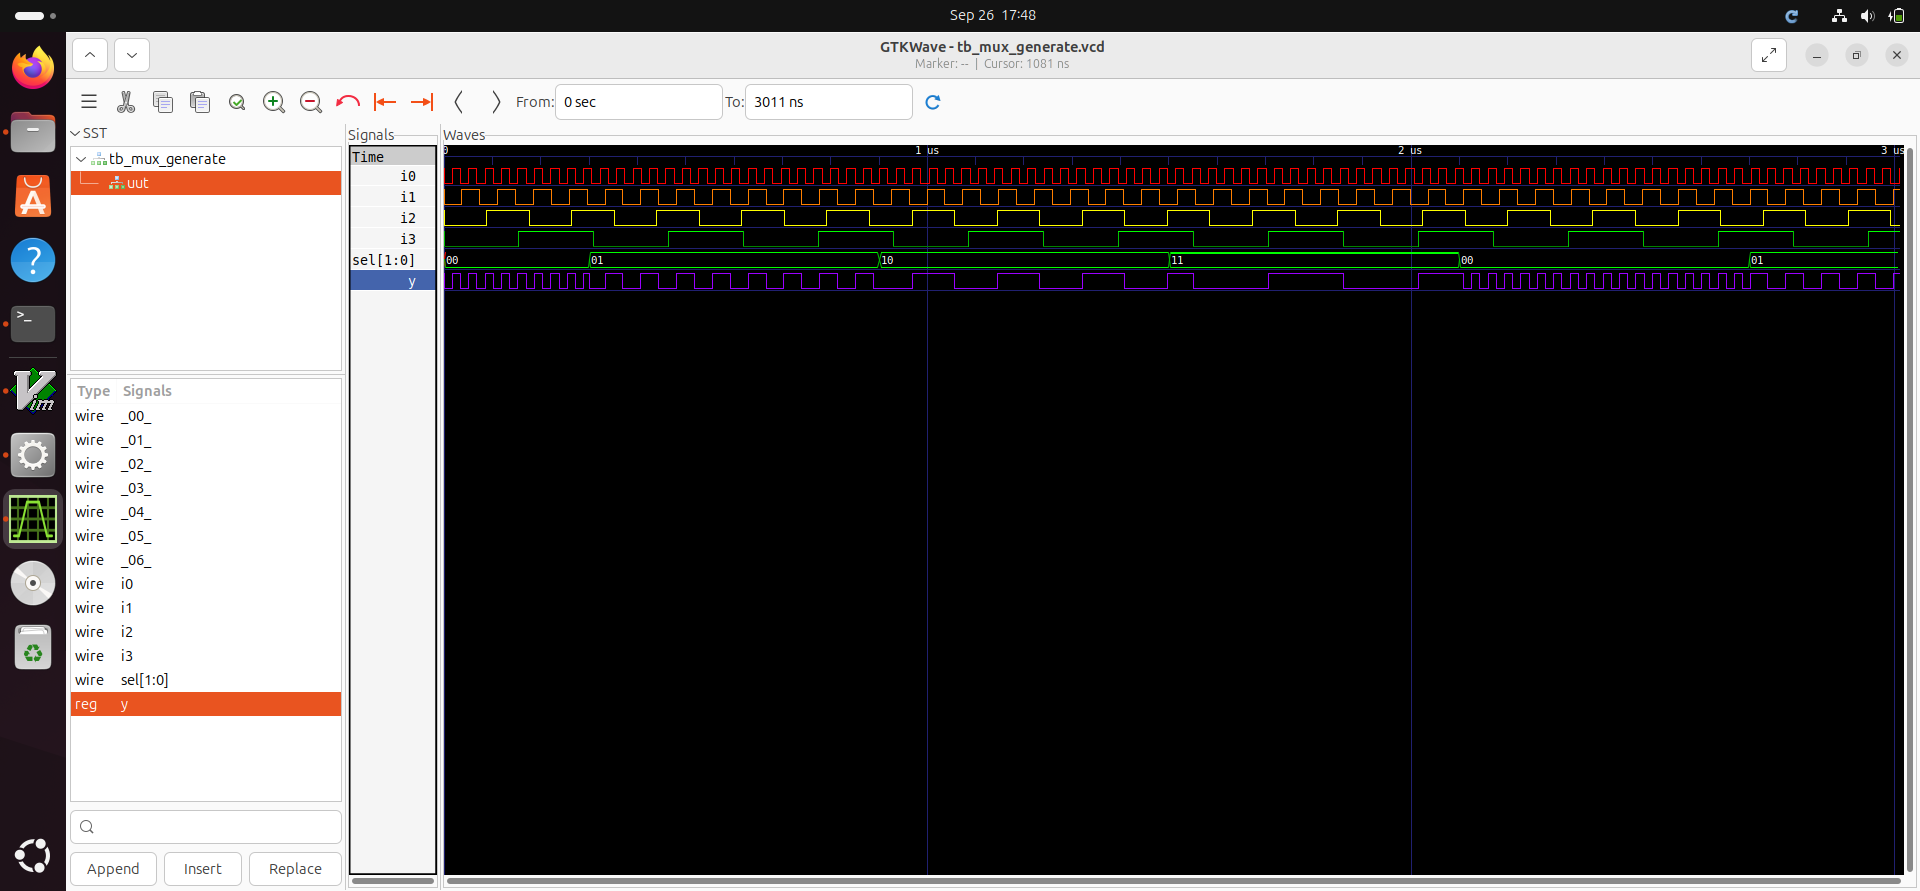 Sep 26 17:48
GTKWave - tb_mux_generate.vcd
Marker: -- | Cursor: 1081 ns
From: 0 sec To: 3011 ns
SST
tb_mux_generate
uut
Type Signals
wire _00_
wire _01_
wire _02_
wire _03_
wire _04_
wire _05_
wire _06_
wire i0
wire i1
wire i2
wire i3
wire sel[1:0]
reg y
Append Insert Replace
Signals
Time
i0
i1
i2
i3
sel[1:0]
y
Waves
0 1 us 2 us 3 us
00 01 10 11 00 01